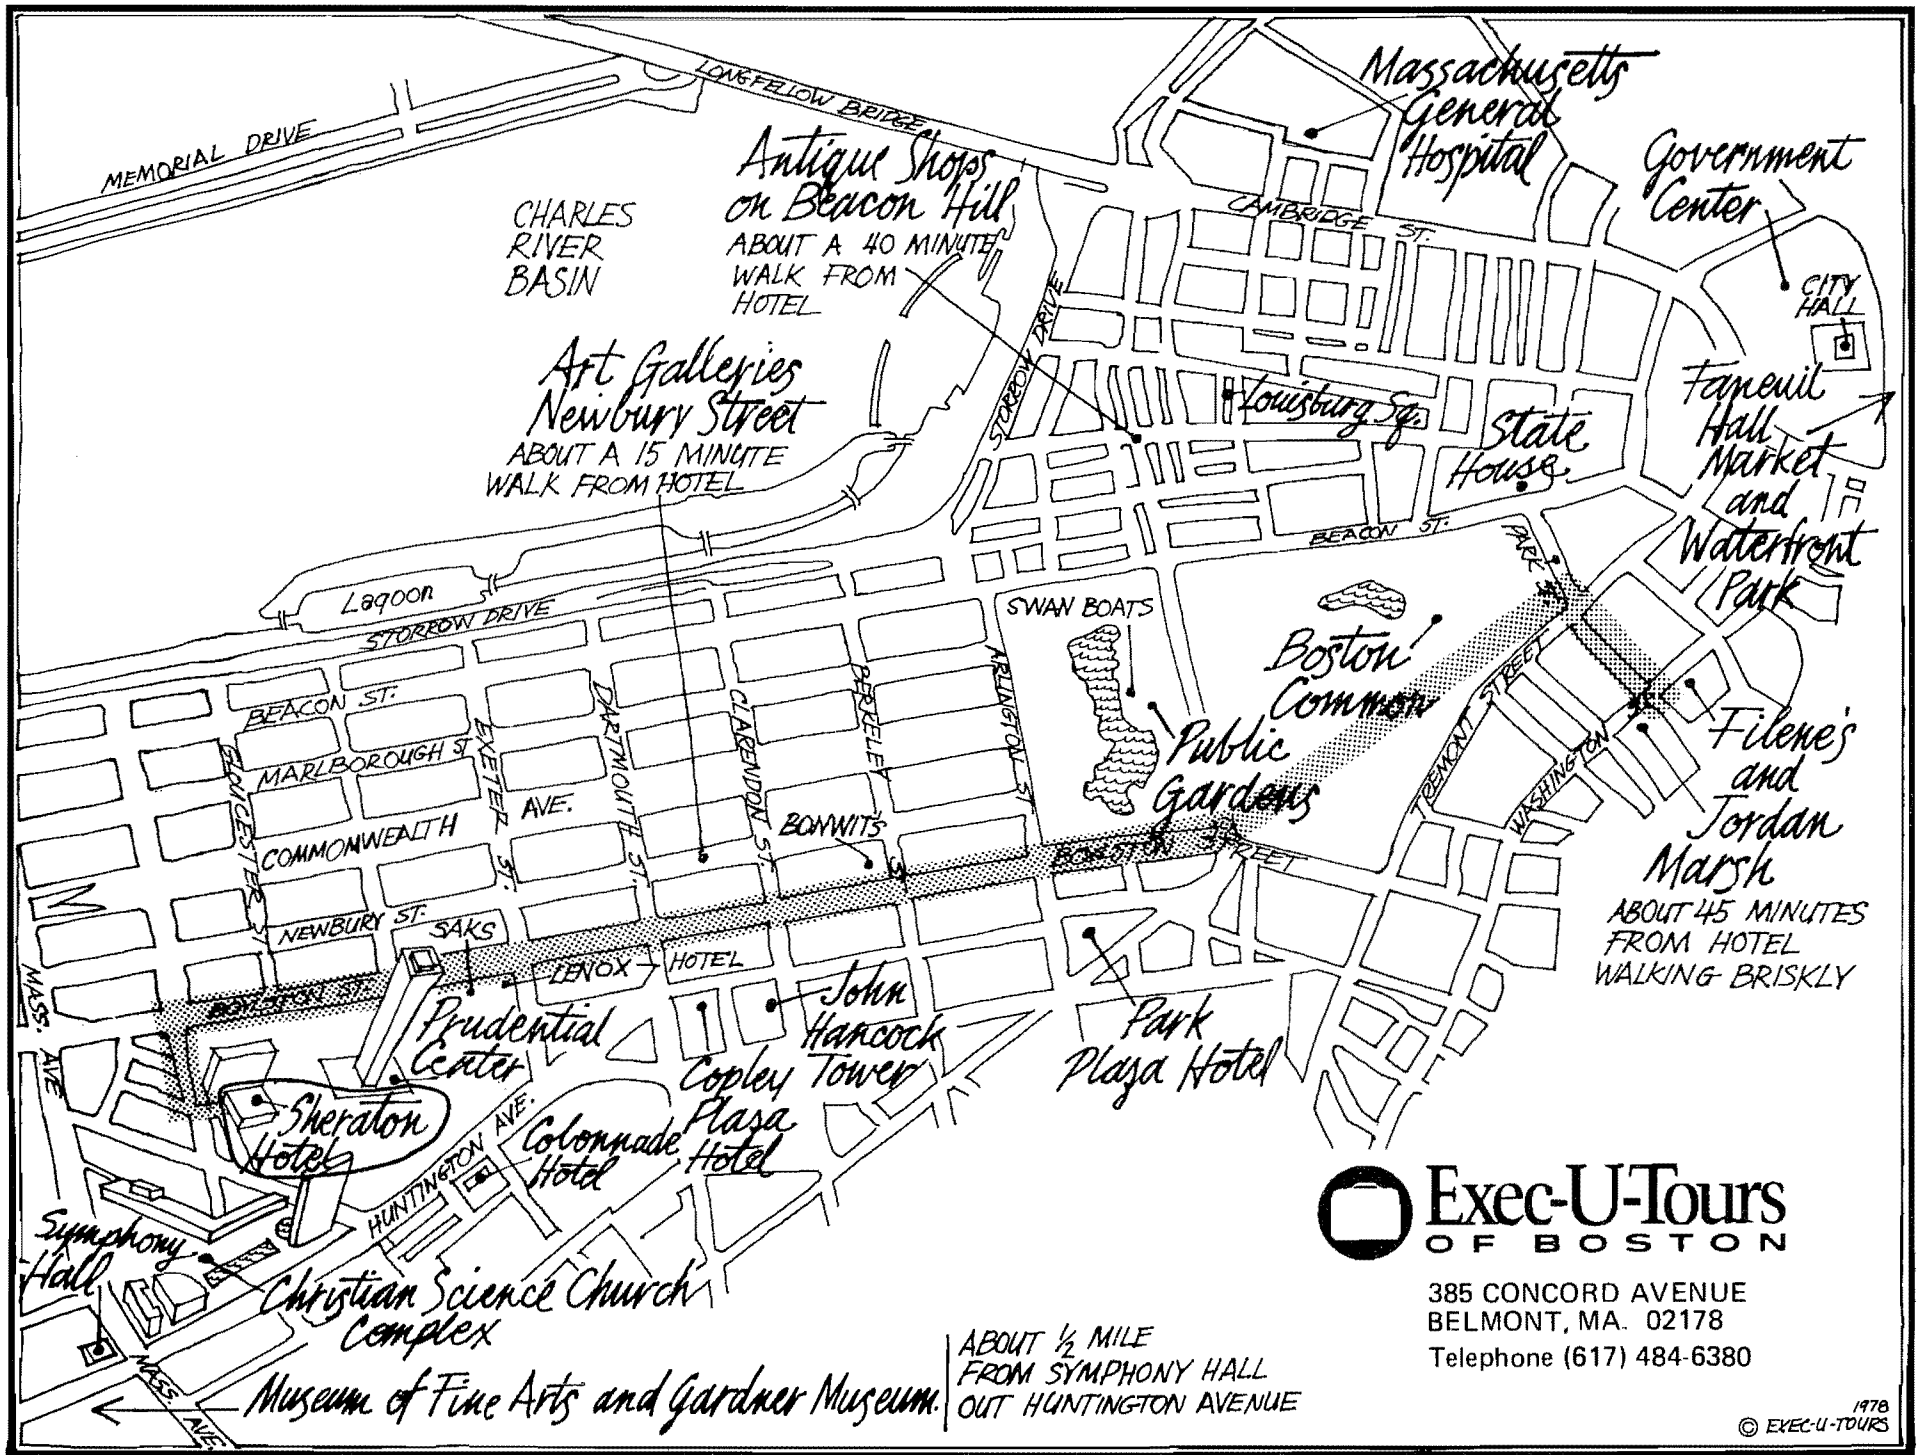 LONGFELLOW BRIDGE
MEMORIAL DRIVE
Massachusetts
General
Hospital
Government
Center
Antique Shops
on Beacon Hill
ABOUT A 40 MINUTE
WALK FROM
HOTEL
CHARLES
RIVER
BASIN
CAMBRIDGE ST.
CITY
HALL
STORROW DRIVE
Art Galleries
Newbury Street
ABOUT A 15 MINUTE
WALK FROM HOTEL
Louisburg Sq.
State
House
Faneuil
Hall
Market
and
Waterfront
Park
BEACON ST.
PARK ST.
Lagoon
STORROW DRIVE
SWAN BOATS
Boston
Common
Public
Gardens
TREMONT STREET
WASHINGTON
Filene's
and
Jordan
Marsh
ABOUT 45 MINUTES
FROM HOTEL
WALKING BRISKLY
BEACON ST.
MARLBOROUGH ST
COMMONWEALTH AVE.
NEWBURY ST.
GLOUCESTER ST
EXETER ST.
DARTMOUTH ST.
CLARENDON ST.
BERKELEY ST
ARLINGTON ST
BONWITS
BOYLSTON STREET
SAKS
LENOX HOTEL
BOYLSTON ST.
MASS. AVE
Prudential
Center
John
Hancock
Tower
Copley
Plaza
Hotel
Park
Plaza Hotel
Sheraton
Hotel
HUNTINGTON AVE.
Colonnade
Hotel
Symphony
Hall
Christian Science Church
Complex
MASS. AVE.
Museum of Fine Arts and Gardner Museum.
ABOUT ½ MILE
FROM SYMPHONY HALL
OUT HUNTINGTON AVENUE
Exec-U-Tours
OF BOSTON
385 CONCORD AVENUE
BELMONT, MA. 02178
Telephone (617) 484-6380
1978
© EXEC-U-TOURS